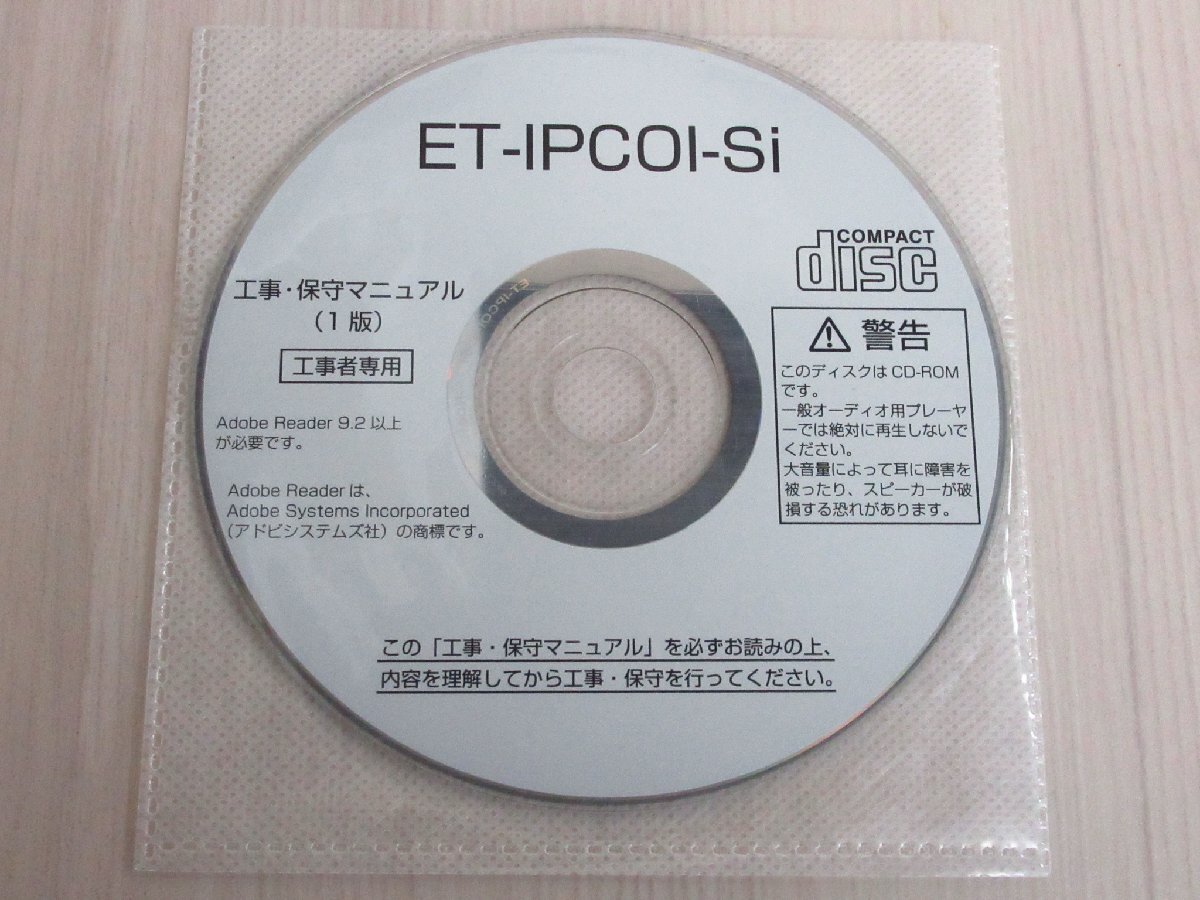 ET-IPCOI-Si
COMPACT
disc
工事・保守マニュアル
(1 版)
工事者専用
Adobe Reader 9.2 以上
が必要です。
Adobe Reader は、
Adobe Systems Incorporated
(アドビシステムズ社) の商標です。
⚠ 警告
このディスクは CD-ROM
です。
一般オーディオ用プレーヤ
ーでは絶対に再生しないで
ください。
大音量によって耳に障害を
被ったり、スピーカーが破
損する恐れがあります。
この「工事・保守マニュアル」を必ずお読みの上、
内容を理解してから工事・保守を行ってください。